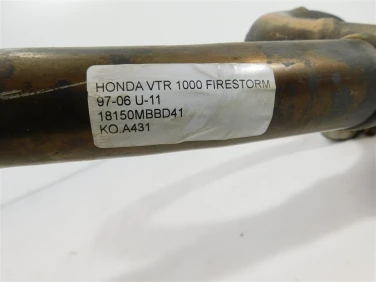 HONDA VTR 1000 FIRESTORM
97-06 U-11
18150MBBD41
KO.A431